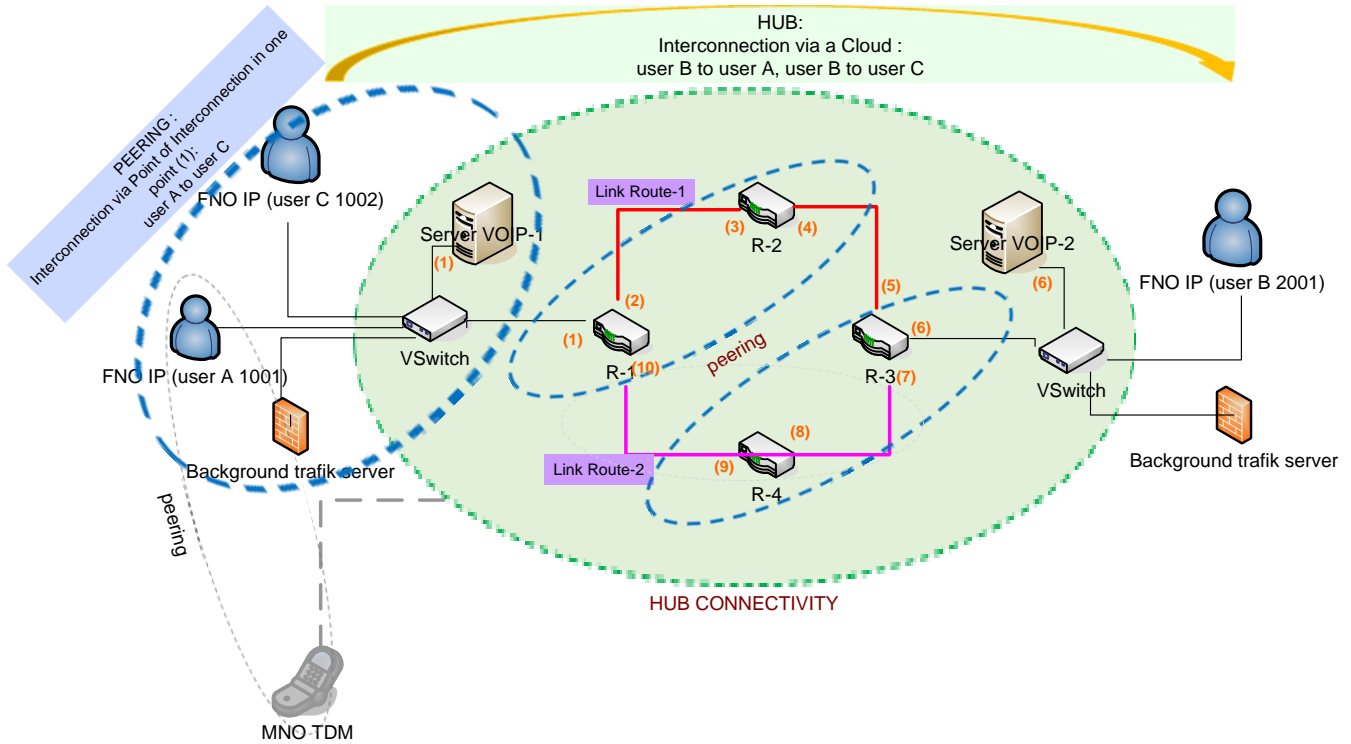 HUB:
Interconnection via a Cloud :
user B to user A, user B to user C
PEERING :
Interconnection via Point of Interconnection in one
point (1):
user A to user C
FNO IP (user C 1002)
Server VOIP-1
(1)
Link Route-1
(3)
(4)
R-2
Server VOIP-2
(6)
FNO IP (user B 2001)
FNO IP (user A 1001)
VSwitch
(2)
(1)
R-1
(10)
peering
(5)
(6)
R-3
(7)
VSwitch
Background trafik server
Link Route-2
(8)
(9)
R-4
Background trafik server
peering
HUB CONNECTIVITY
MNO TDM